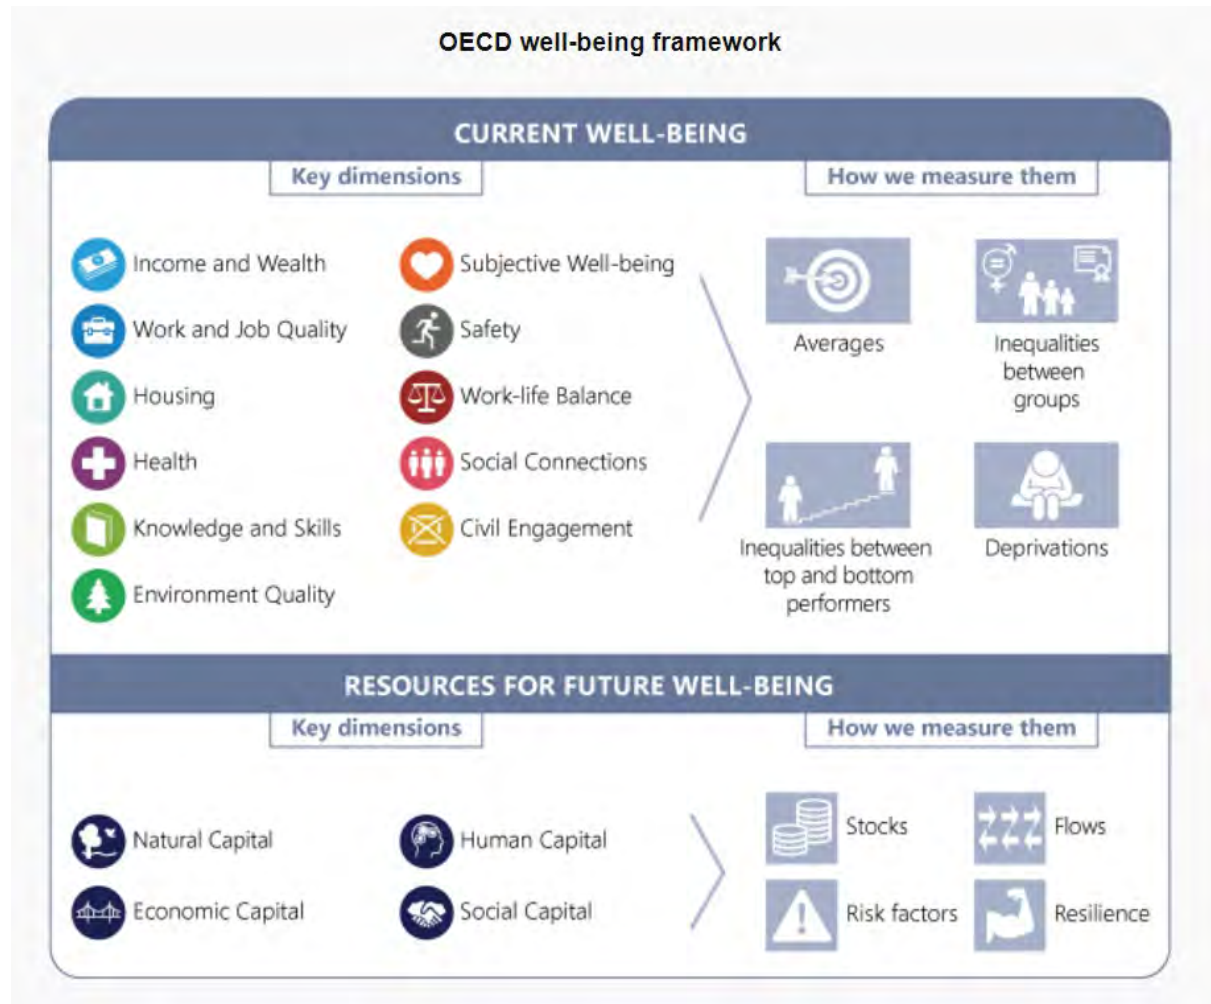 OECD well-being framework
CURRENT WELL-BEING
Key dimensions
How we measure them
Income and Wealth
Work and Job Quality
Housing
Health
Knowledge and Skills
Environment Quality
Subjective Well-being
Safety
Work-life Balance
Social Connections
Civil Engagement
Averages
Inequalities
between
groups
Inequalities between
top and bottom
performers
Deprivations
RESOURCES FOR FUTURE WELL-BEING
Key dimensions
How we measure them
Natural Capital
Economic Capital
Human Capital
Social Capital
Stocks
Flows
Risk factors
Resilience